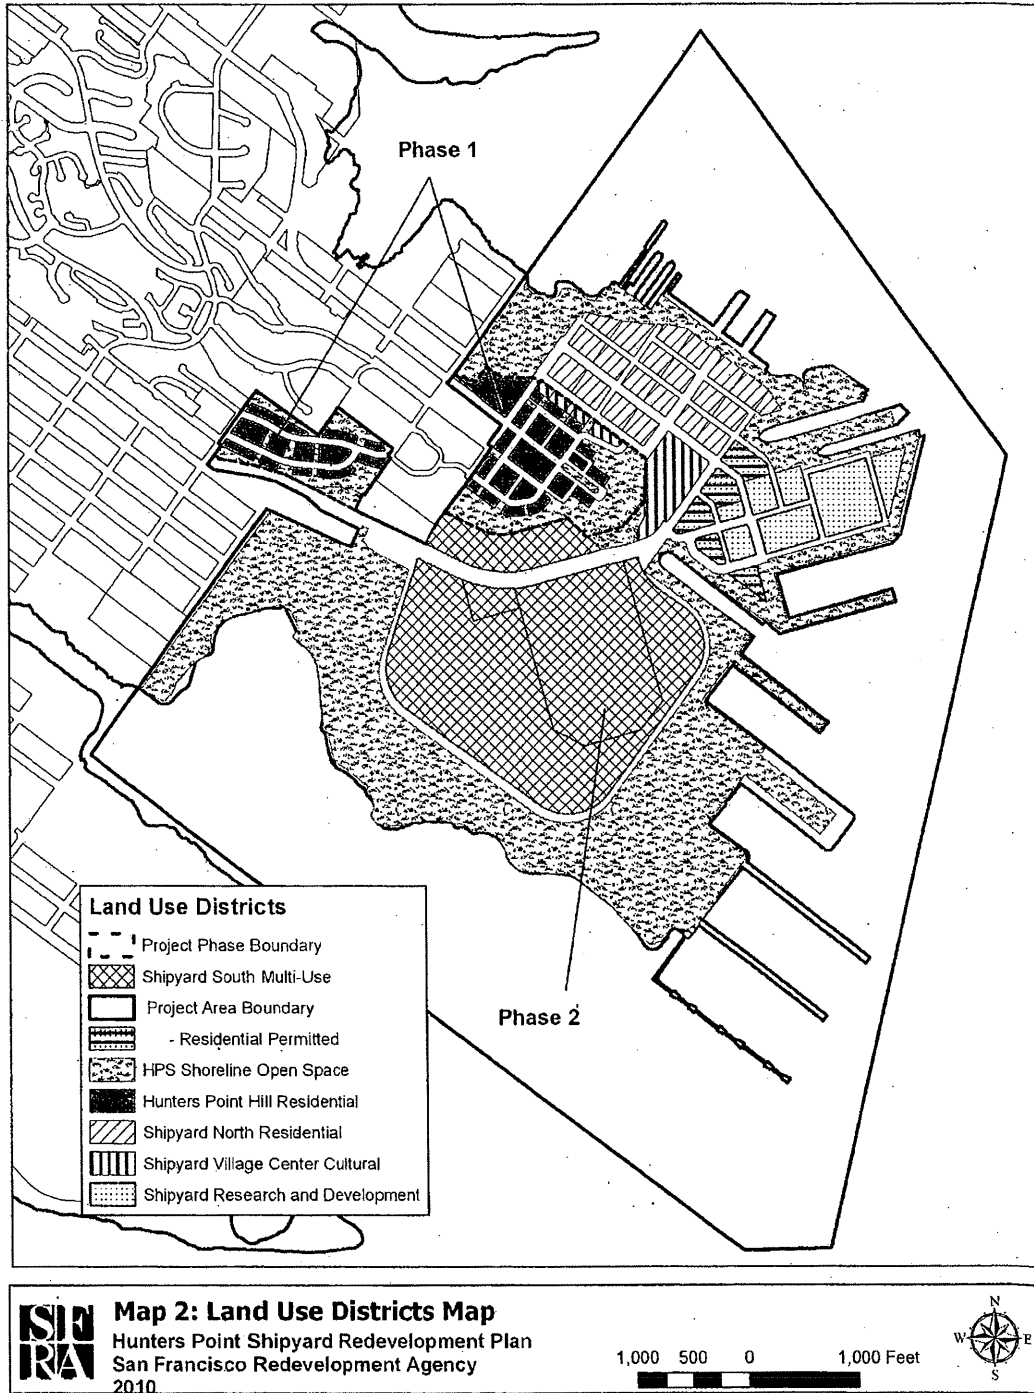 Phase 1
Phase 2
Land Use Districts
Project Phase Boundary
Shipyard South Multi-Use
Project Area Boundary
- Residential Permitted
HPS Shoreline Open Space
Hunters Point Hill Residential
Shipyard North Residential
Shipyard Village Center Cultural
Shipyard Research and Development
SF
RA
Map 2: Land Use Districts Map
Hunters Point Shipyard Redevelopment Plan
San Francisco Redevelopment Agency
2010
1,000 500 0 1,000 Feet
N
W E
S